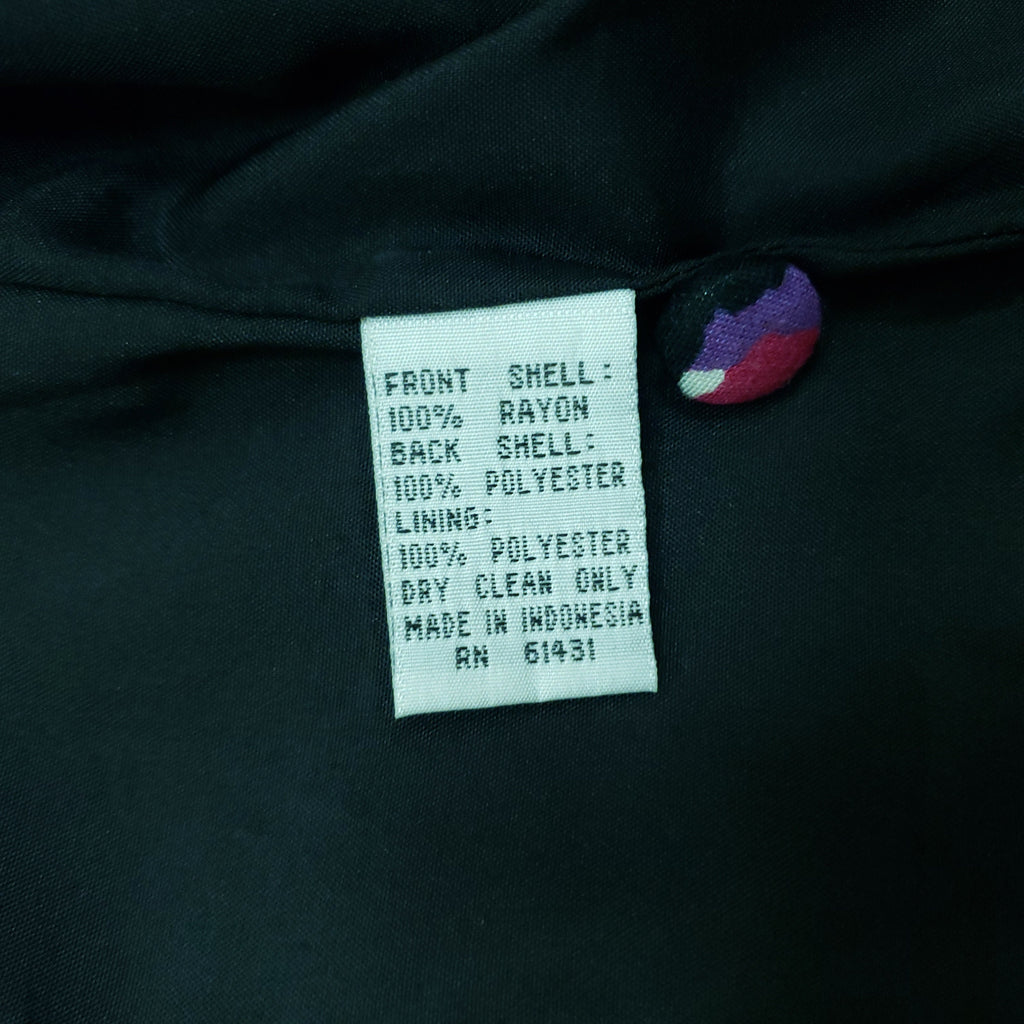 FRONT SHELL:
100% RAYON
BACK SHELL:
100% POLYESTER
LINING:
100% POLYESTER
DRY CLEAN ONLY
MADE IN INDONESIA
RN 61431